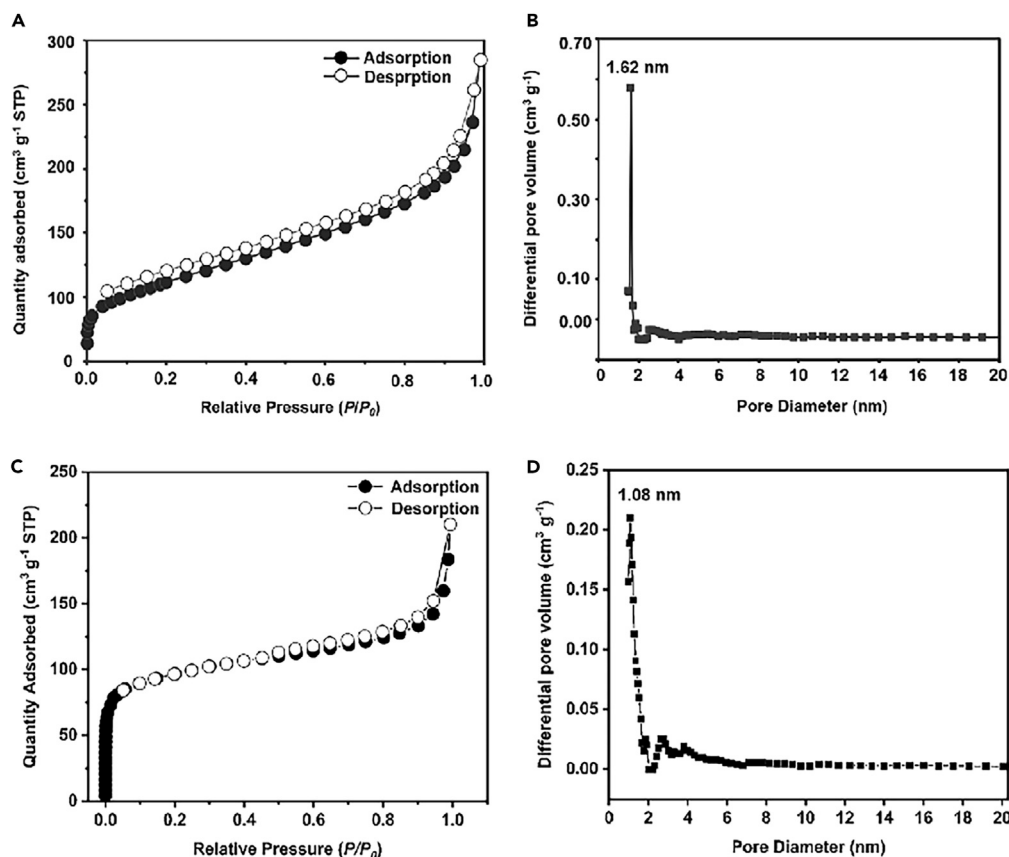 A
Quantity adsorbed (cm³ g⁻¹ STP)
300
250
200
150
100
50
0
Adsorption
Desprption
0.0 0.2 0.4 0.6 0.8 1.0
Relative Pressure (P/P₀)
B
Differential pore volume (cm³ g⁻¹)
0.70
0.50
0.30
0.10
0.00
1.62 nm
0 2 4 6 8 10 12 14 16 18 20
Pore Diameter (nm)
C
Quantity Adsorbed (cm³ g⁻¹ STP)
250
200
150
100
50
0
Adsorption
Desorption
0.0 0.2 0.4 0.6 0.8 1.0
Relative Pressure (P/P₀)
D
Differential pore volume (cm³ g⁻¹)
0.25
0.20
0.15
0.10
0.05
0.00
1.08 nm
0 2 4 6 8 10 12 14 16 18 20
Pore Diameter (nm)